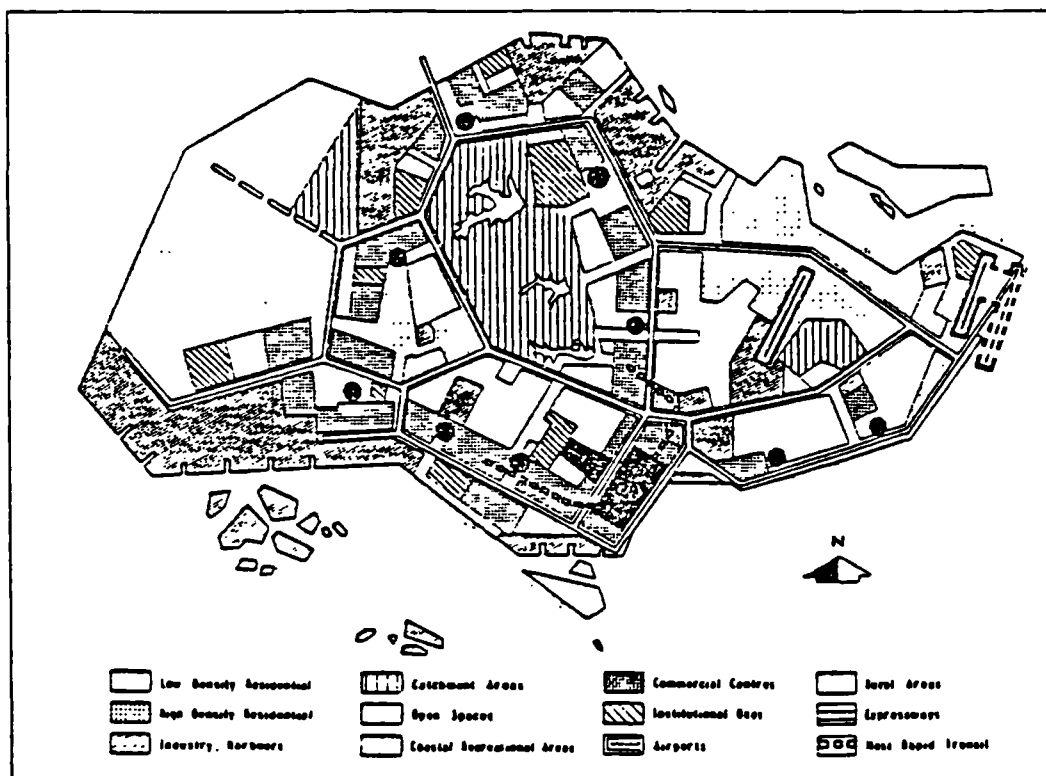 N
Low Density Residential
High Density Residential
Industry, Harbours
Catchment Areas
Open Spaces
Coastal Recreational Areas
Commercial Centres
Institutional Uses
Airports
Rural Areas
Expressways
Mass Rapid Transit